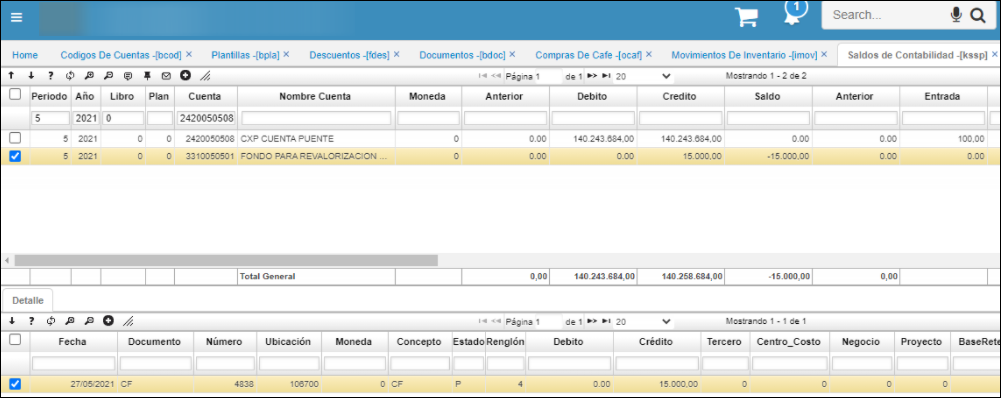 1 Search...
Home Codigos De Cuentas -[bcod] × Plantillas -[bpla] × Descuentos -[fdes] × Documentos -[bdoc] × Compras De Cafe -[ocaf] × Movimientos De Inventario -[imov] × Saldos de Contabilidad -[kssp] ×
Página 1 de 1 20 Mostrando 1 - 2 de 2
Periodo Año Libro Plan Cuenta Nombre Cuenta Moneda Anterior Debito Credito Saldo Anterior Entrada
5 2021 0 2420050508
5 2021 0 0 2420050508 CXP CUENTA PUENTE 0 0.00 140.243.684,00 140.243.684,00 0.00 0.00 100,00
5 2021 0 0 3310050501 FONDO PARA REVALORIZACION ... 0 0.00 0.00 15.000,00 -15.000,00 0.00 0.00
Total General 0,00 140.243.684,00 140.258.684,00 -15.000,00 0,00
Detalle
Página 1 de 1 20 Mostrando 1 - 1 de 1
Fecha Documento Número Ubicación Moneda Concepto Estado Renglón Debito Crédito Tercero Centro_Costo Negocio Proyecto BaseRete
27/05/2021 CF 4838 106700 0 CF P 4 0.00 15.000,00 0 0 0 0